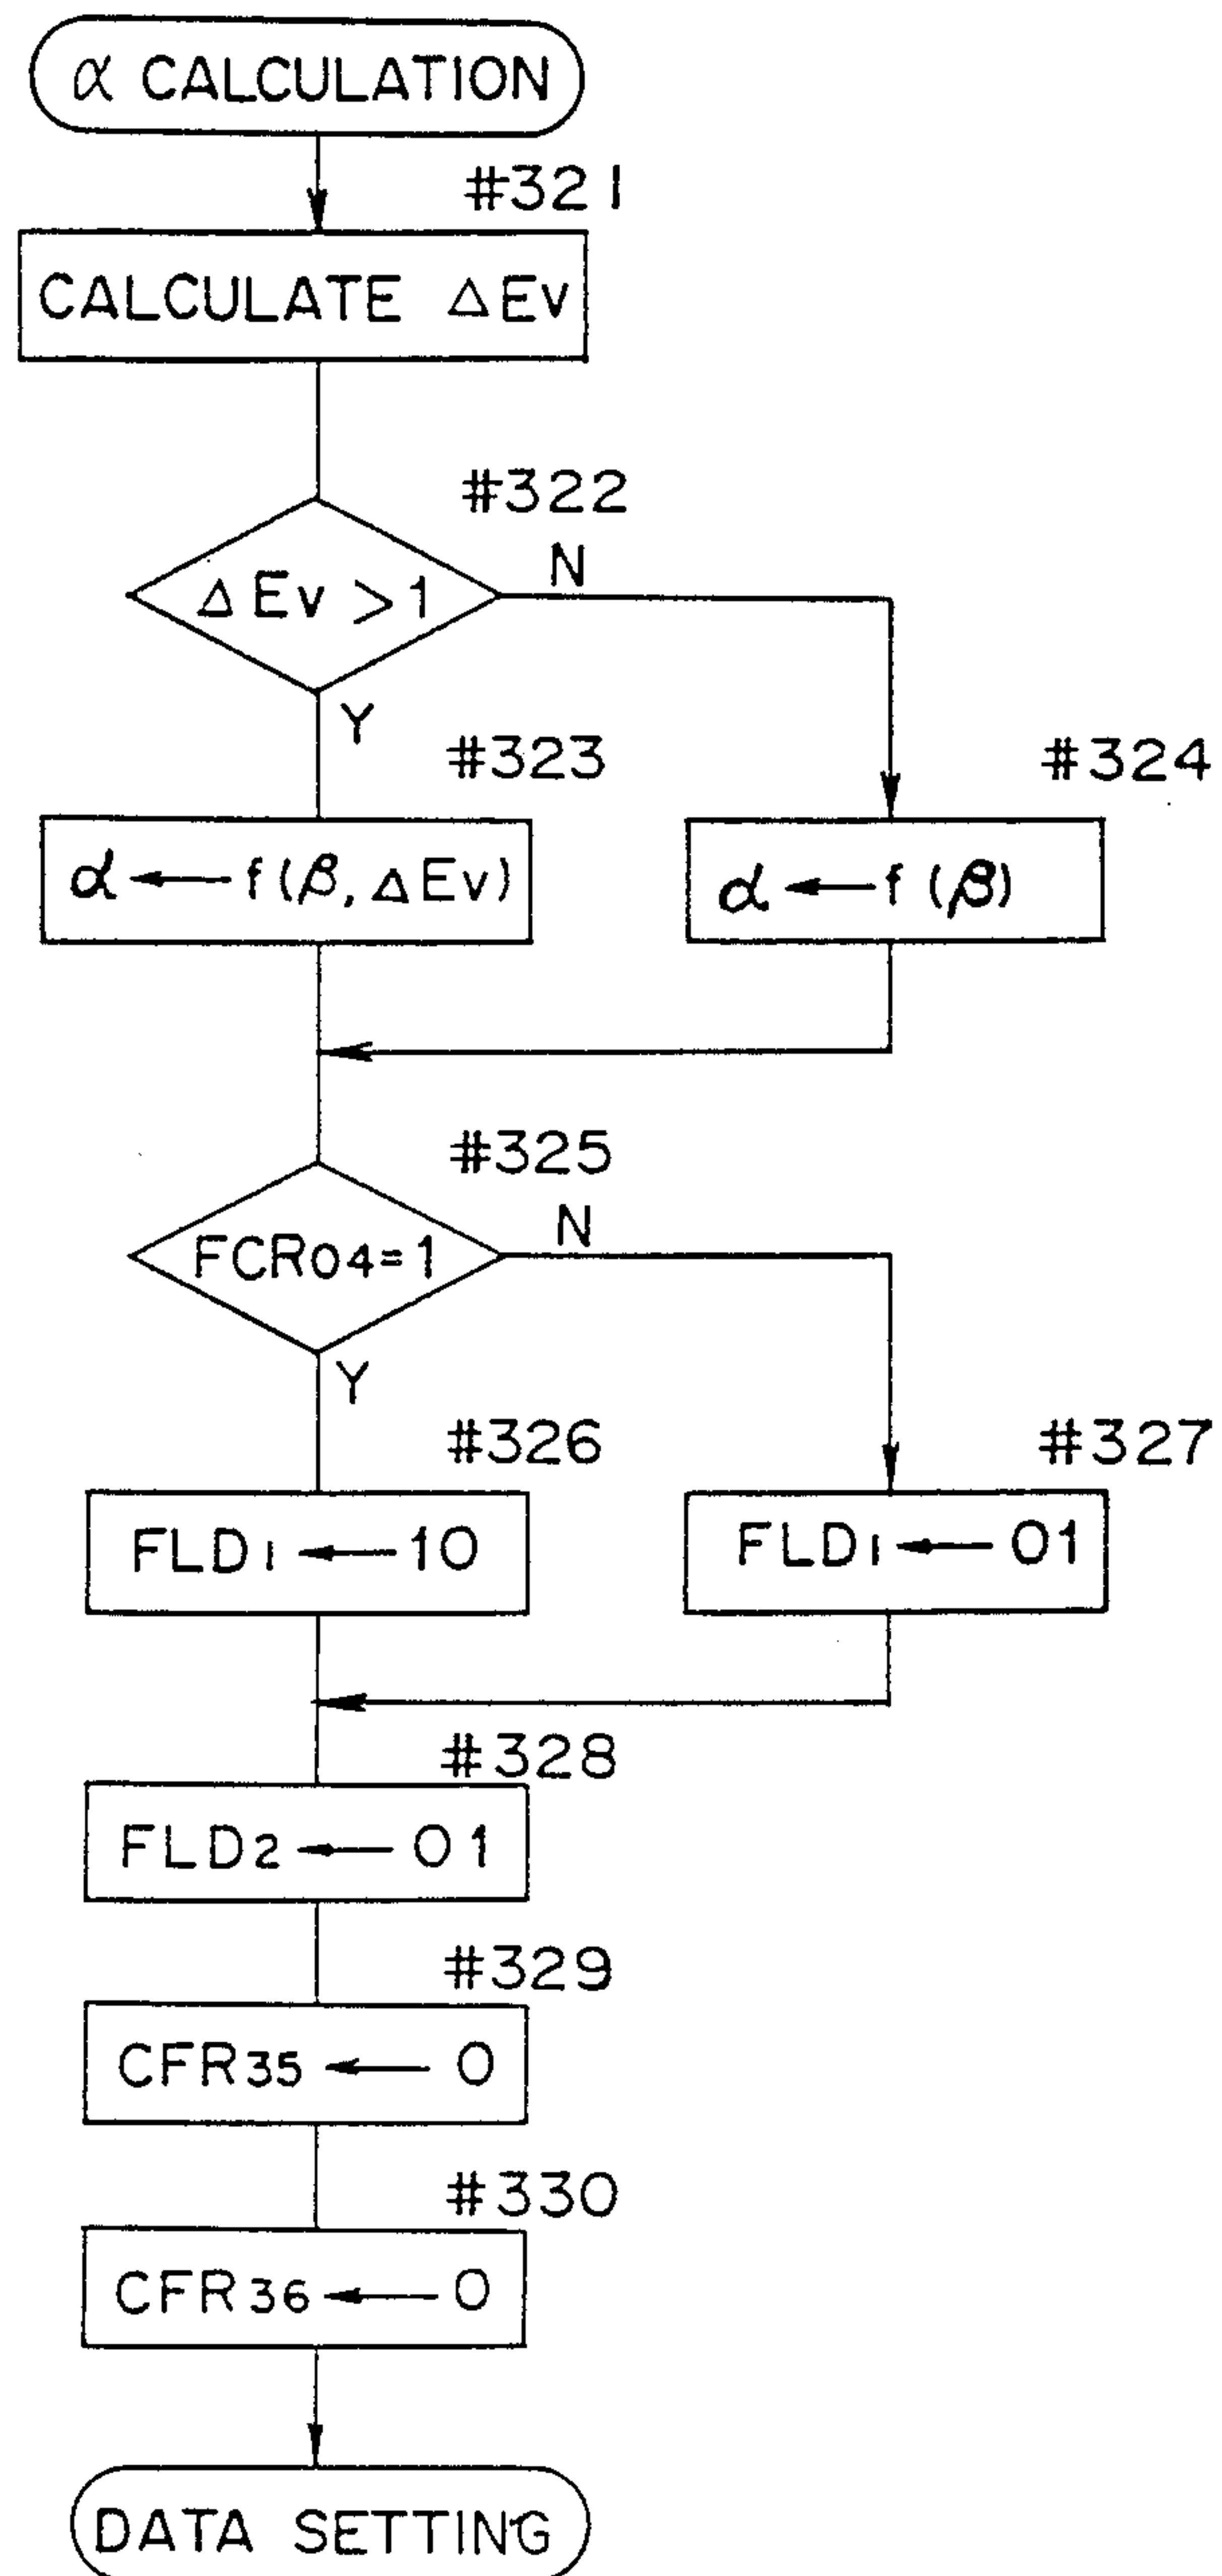 α CALCULATION
#321
CALCULATE ΔEv
#322
ΔEv > 1
N
Y
#323
#324
α ← f(β, ΔEv)
α ← f(β)
#325
FCR04=1
N
Y
#326
#327
FLD1 ← 10
FLD1 ← 01
#328
FLD2 ← 01
#329
CFR35 ← 0
#330
CFR36 ← 0
DATA SETTING